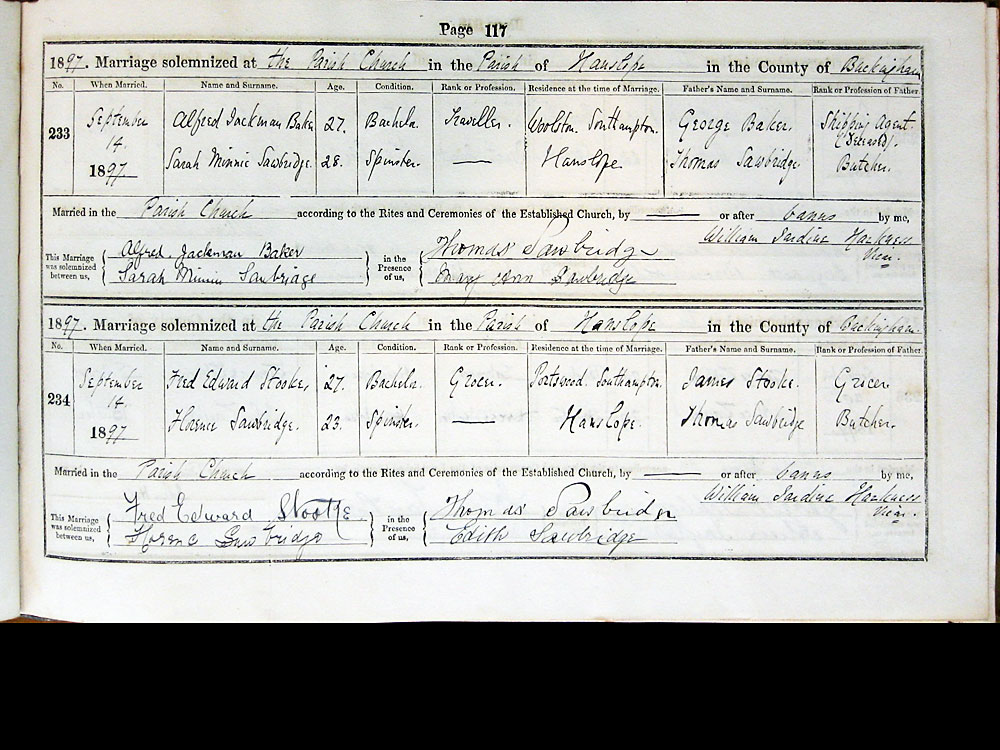 Page 117
1897. Marriage solemnized at the Parish Church in the Parish of Hanslope in the County of Buckingham
No. When Married. Name and Surname. Age. Condition. Rank or Profession. Residence at the time of Marriage. Father's Name and Surname. Rank or Profession of Father.
233 September 14 1897 Alfred Jackman Baker 27. Bachelor. Traveller. Woolston. Southampton. George Baker. Shipping Agent. (Deceased).
Sarah Minnie Sawbridge. 28. Spinster. — Hanslope Thomas Sawbridge Butcher.
Married in the Parish Church according to the Rites and Ceremonies of the Established Church, by — or after banns by me,
William Jardine Harkness
Vicar.
This Marriage was solemnized between us, Alfred Jackman Baker
Sarah Minnie Sawbridge
in the Presence of us, Thomas Sawbridge
Mary Ann Sawbridge
1897. Marriage solemnized at the Parish Church in the Parish of Hanslope in the County of Buckingham.
No. When Married. Name and Surname. Age. Condition. Rank or Profession. Residence at the time of Marriage. Father's Name and Surname. Rank or Profession of Father.
234 September 14. 1897 Fred Edward Stooke, 27. Bachelor. Grocer. Portswood. Southampton. James Stooke. Grocer
Florence Sawbridge. 23. Spinster. — Hanslope. Thomas Sawbridge Butcher.
Married in the Parish Church according to the Rites and Ceremonies of the Established Church, by — or after banns by me,
William Jardine Harkness
Vicar.
This Marriage was solemnized between us, Fred Edward Stooke
Florence Sawbridge
in the Presence of us, Thomas Sawbridge
Edith Sawbridge